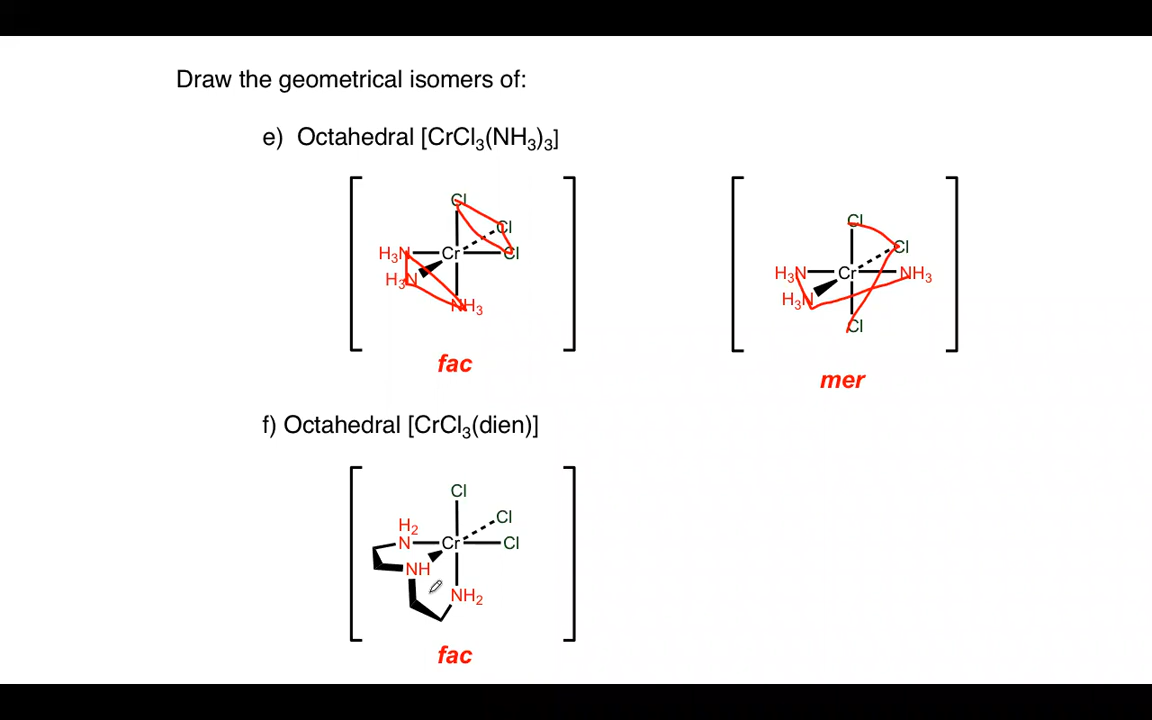 Draw the geometrical isomers of:
e) Octahedral [CrCl₃(NH₃)₃]
Cl
Cl
H₃N Cr Cl
H₃N
NH₃
fac
Cl
Cl
H₃N Cr NH₃
H₃N
Cl
mer
f) Octahedral [CrCl₃(dien)]
Cl
Cl
H₂
N Cr Cl
NH
NH₂
fac